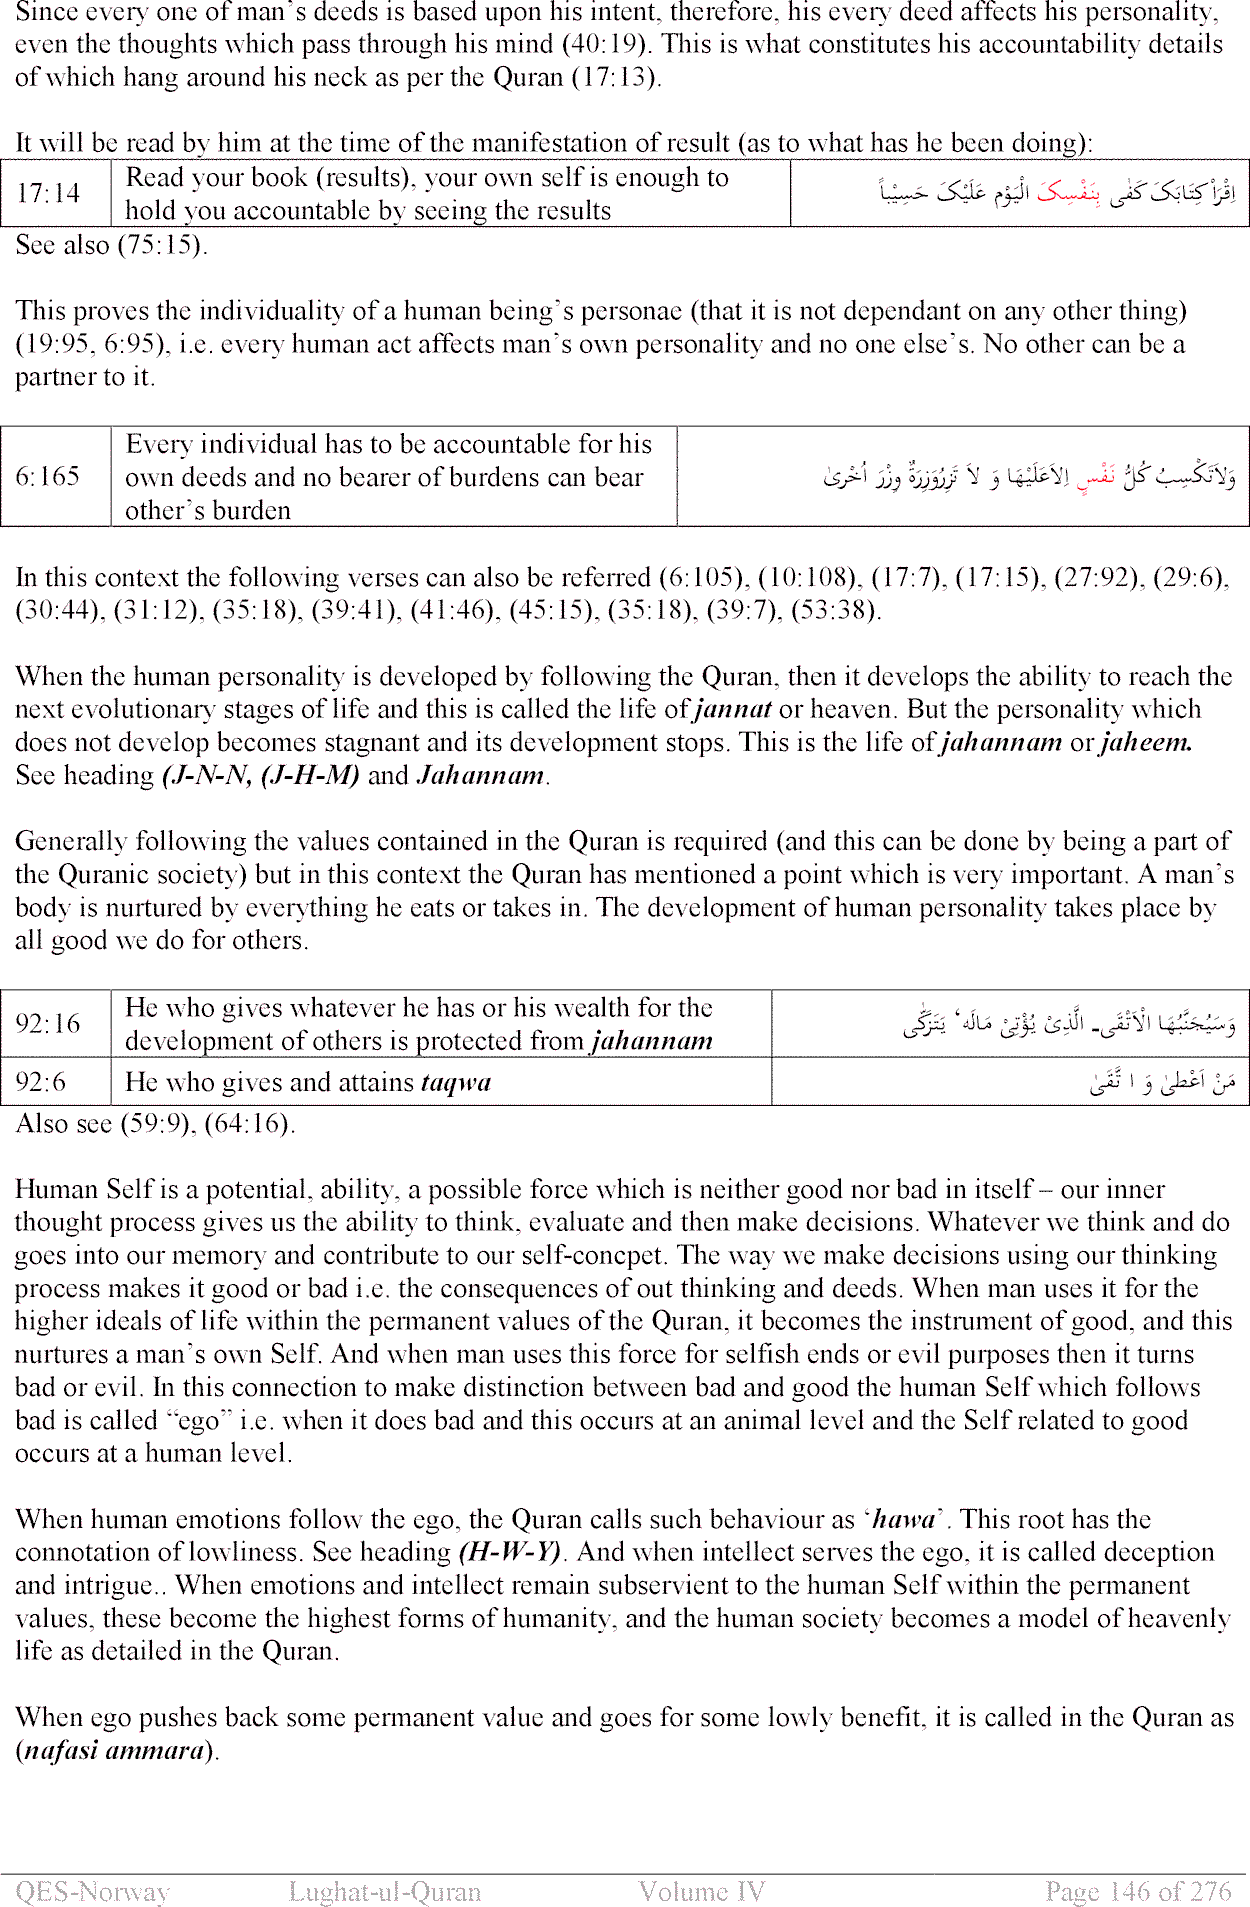 Since every one of man's deeds is based upon his intent, therefore, his every deed affects his personality,
even the thoughts which pass through his mind (40:19). This is what constitutes his accountability details
of which hang around his neck as per the Quran (17:13).
It will be read by him at the time of the manifestation of result (as to what has he been doing):
17:14
Read your book (results), your own self is enough to
hold you accountable by seeing the results
اِقْرَاْ کِتَابَکَ کَفٰی بِنَفْسِکَ الْیَوْم عَلَیْکَ حَسِیْباً
See also (75:15).
This proves the individuality of a human being's personae (that it is not dependant on any other thing)
(19:95, 6:95), i.e. every human act affects man's own personality and no one else's. No other can be a
partner to it.
6:165
Every individual has to be accountable for his
own deeds and no bearer of burdens can bear
other's burden
وَلاَتَکْسِبُ کُلُّ نَفْسٍ اِلاَعَلَیْهَا وَ لاَ تَزِرُوَزِرَةٌ وِزْرَ اُخْریٰ
In this context the following verses can also be referred (6:105), (10:108), (17:7), (17:15), (27:92), (29:6),
(30:44), (31:12), (35:18), (39:41), (41:46), (45:15), (35:18), (39:7), (53:38).
When the human personality is developed by following the Quran, then it develops the ability to reach the
next evolutionary stages of life and this is called the life of jannat or heaven. But the personality which
does not develop becomes stagnant and its development stops. This is the life of jahannam or jaheem.
See heading (J-N-N, (J-H-M) and Jahannam.
Generally following the values contained in the Quran is required (and this can be done by being a part of
the Quranic society) but in this context the Quran has mentioned a point which is very important. A man's
body is nurtured by everything he eats or takes in. The development of human personality takes place by
all good we do for others.
92:16
He who gives whatever he has or his wealth for the
development of others is protected from jahannam
وَسَیُجَنَّبُهَا الْاَتْقَی۔ الَّذِیْ یُؤْتِیْ مَالَه‘ یَتَزَکّٰی
92:6
He who gives and attains taqwa
مَنْ اَعْطیٰ وَ ا تَّقَیٰ
Also see (59:9), (64:16).
Human Self is a potential, ability, a possible force which is neither good nor bad in itself – our inner
thought process gives us the ability to think, evaluate and then make decisions. Whatever we think and do
goes into our memory and contribute to our self-concpet. The way we make decisions using our thinking
process makes it good or bad i.e. the consequences of out thinking and deeds. When man uses it for the
higher ideals of life within the permanent values of the Quran, it becomes the instrument of good, and this
nurtures a man's own Self. And when man uses this force for selfish ends or evil purposes then it turns
bad or evil. In this connection to make distinction between bad and good the human Self which follows
bad is called “ego” i.e. when it does bad and this occurs at an animal level and the Self related to good
occurs at a human level.
When human emotions follow the ego, the Quran calls such behaviour as ‘hawa’. This root has the
connotation of lowliness. See heading (H-W-Y). And when intellect serves the ego, it is called deception
and intrigue.. When emotions and intellect remain subservient to the human Self within the permanent
values, these become the highest forms of humanity, and the human society becomes a model of heavenly
life as detailed in the Quran.
When ego pushes back some permanent value and goes for some lowly benefit, it is called in the Quran as
(nafasi ammara).
QES-Norway Lughat-ul-Quran Volume IV Page 146 of 276